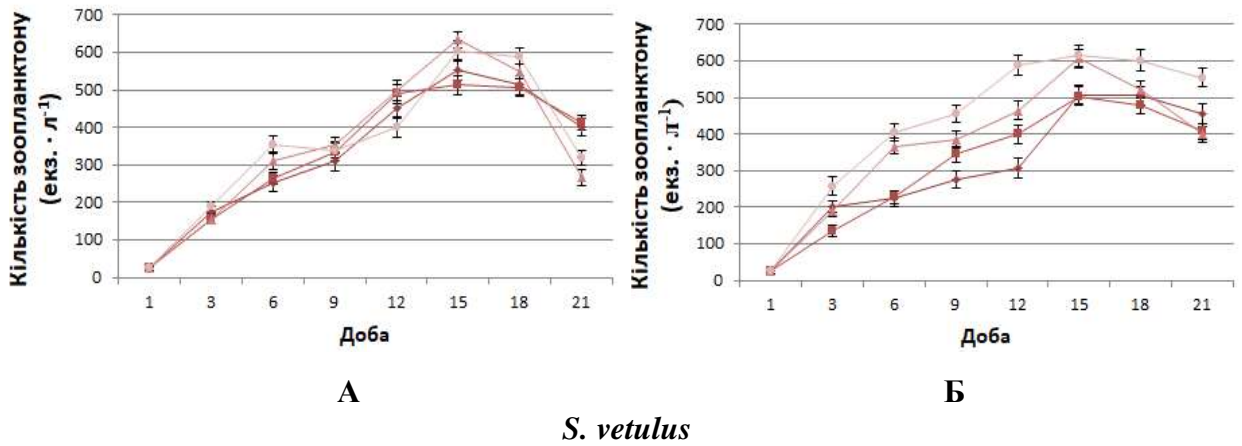 Кількість зоопланктону
(екз. · л⁻¹)
700
600
500
400
300
200
100
0
1 3 6 9 12 15 18 21
Доба
А
Кількість зоопланктону
(екз. · л⁻¹)
700
600
500
400
300
200
100
0
1 3 6 9 12 15 18 21
Доба
Б
S. vetulus